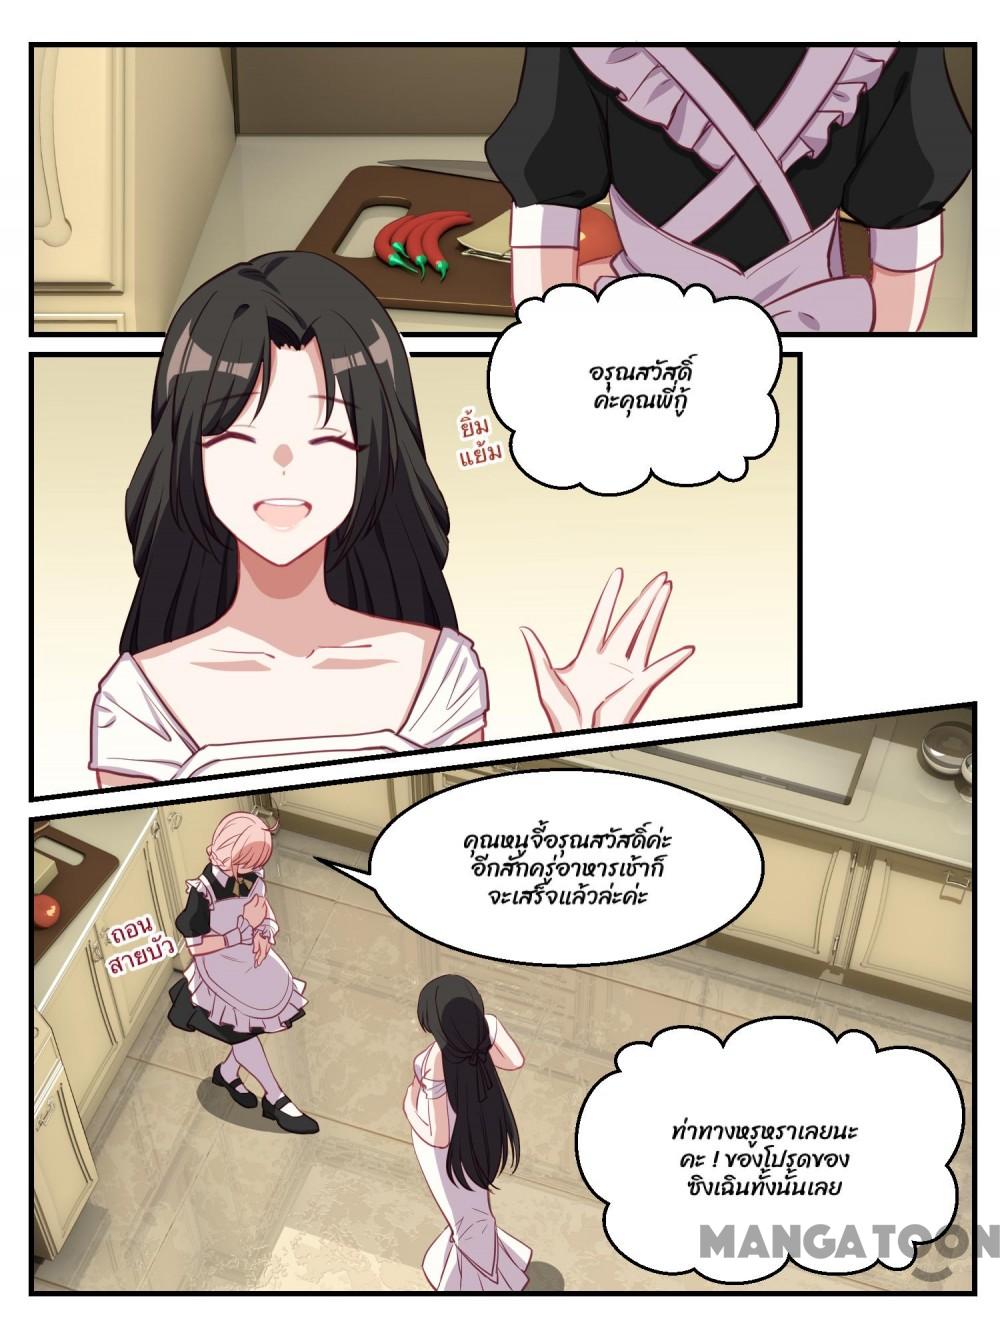 อรุณสวัสดิ์
ค่ะคุณพี่กู้
ยิ้ม
แย้ม
คุณหนูจี้อรุณสวัสดิ์ค่ะ
อีกสักครู่อาหารเช้าก็
จะเสร็จแล้วล่ะค่ะ
ถอน
สายบัว
ท่าทางหรูหราเลยนะ
คะ ! ของโปรดของ
ซิงเฉินทั้งนั้นเลย
MANGATOON